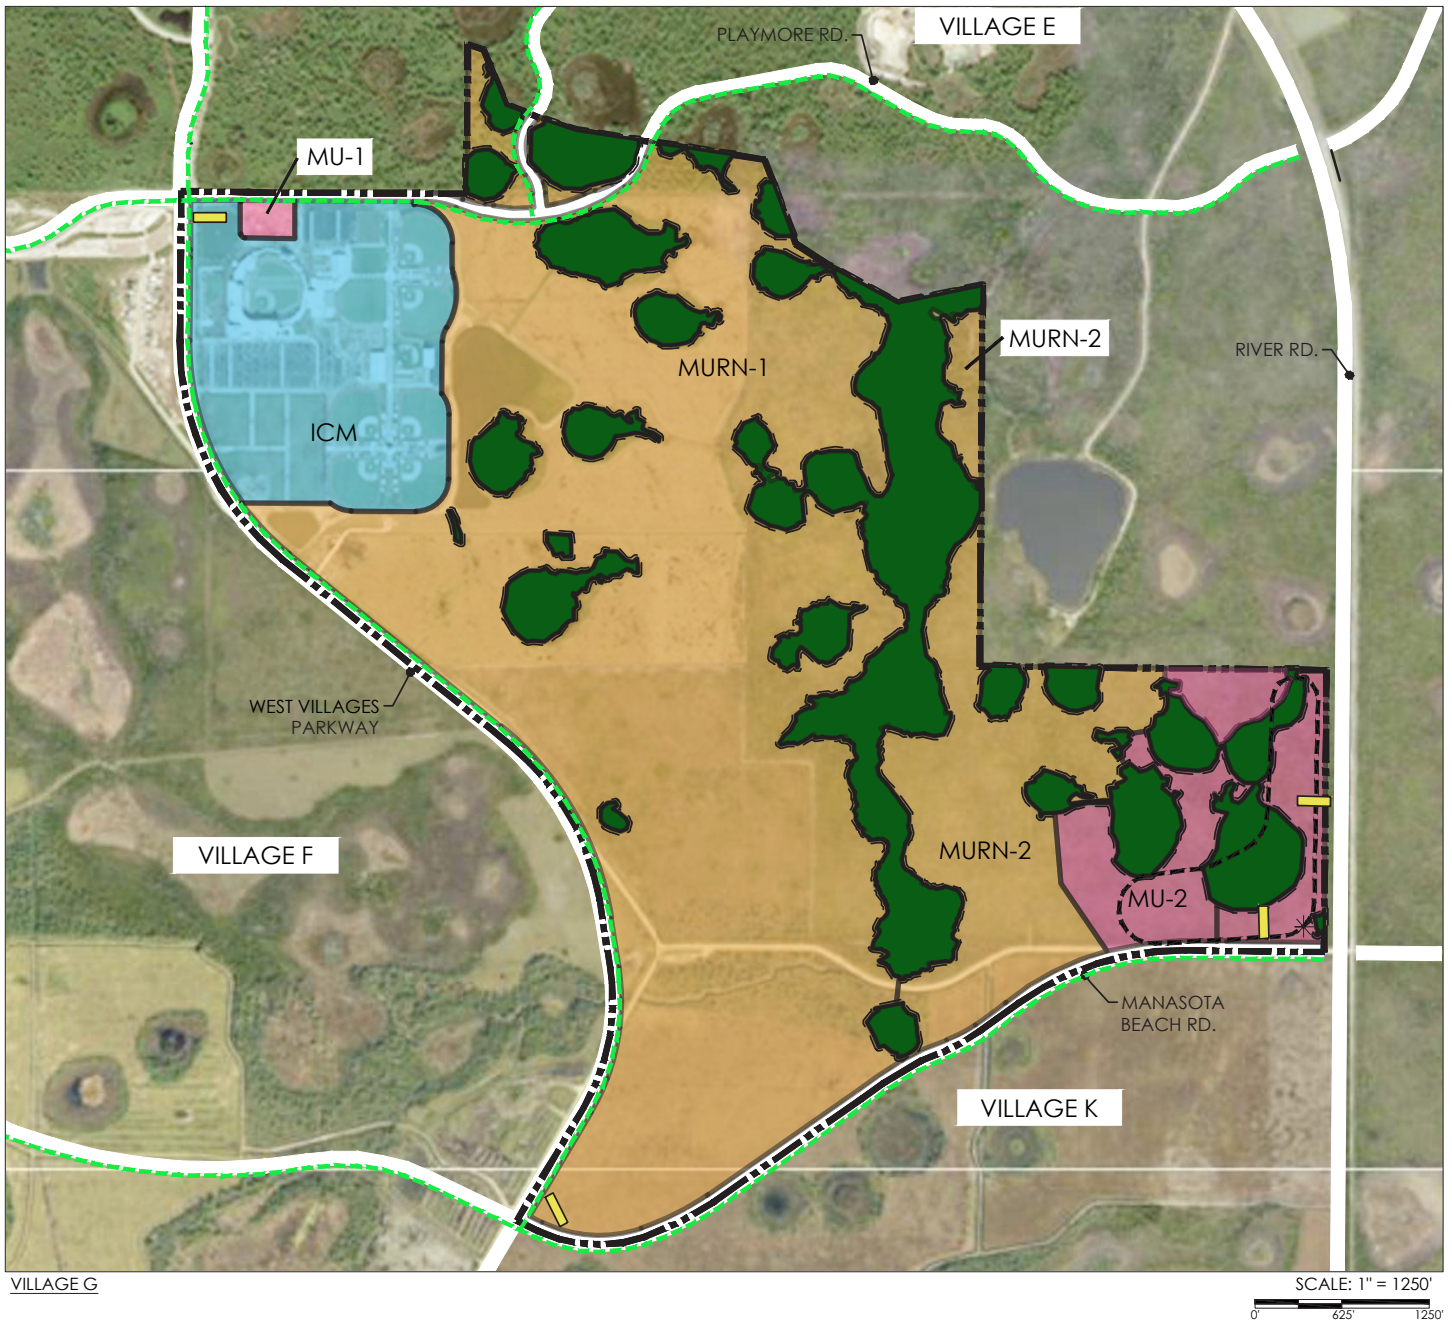 VILLAGE E
PLAYMORE RD.
MU-1
MURN-2
RIVER RD.
MURN-1
ICM
WEST VILLAGES
PARKWAY
VILLAGE F
MURN-2
MU-2
MANASOTA
BEACH RD.
VILLAGE K
VILLAGE G
SCALE: 1" = 1250'
0' 625' 1250'